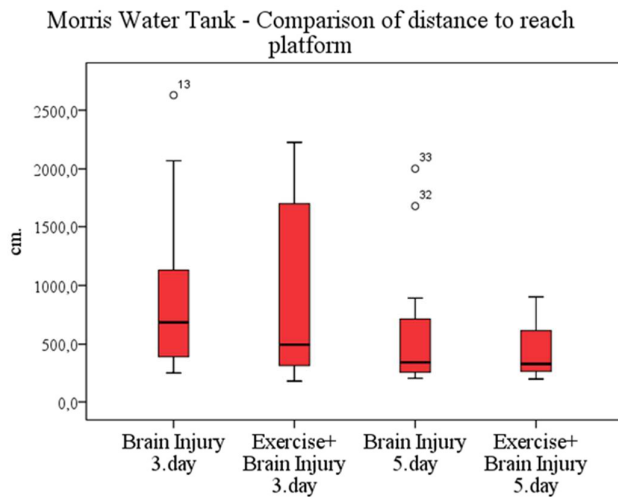 Morris Water Tank - Comparison of distance to reach
platform
2500,0
2000,0
1500,0
1000,0
500,0
0,0
cm.
13
33
32
Brain Injury
3.day
Exercise+
Brain Injury
3.day
Brain Injury
5.day
Exercise+
Brain Injury
5.day